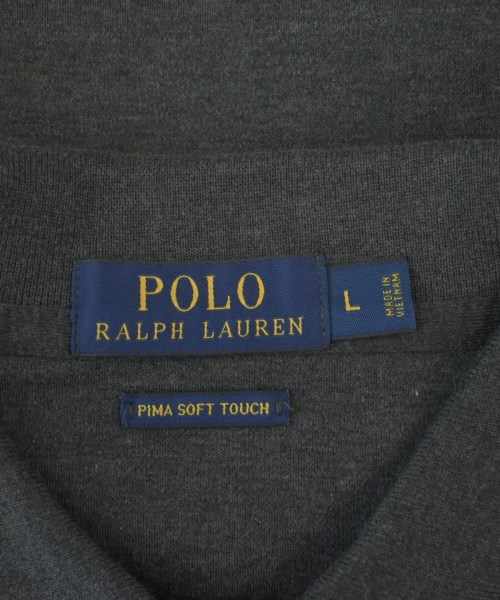 POLO
RALPH LAUREN
L
MADE IN
VIETNAM
PIMA SOFT TOUCH